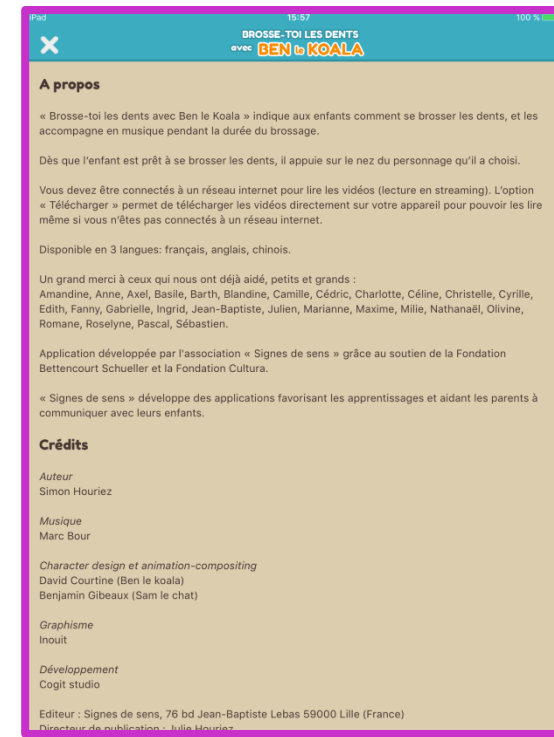 iPad 15:57 100 %
BROSSE-TOI LES DENTS
avec BEN le KOALA
A propos
« Brosse-toi les dents avec Ben le Koala » indique aux enfants comment se brosser les dents, et les
accompagne en musique pendant la durée du brossage.
Dès que l'enfant est prêt à se brosser les dents, il appuie sur le nez du personnage qu'il a choisi.
Vous devez être connectés à un réseau internet pour lire les vidéos (lecture en streaming). L'option
« Télécharger » permet de télécharger les vidéos directement sur votre appareil pour pouvoir les lire
même si vous n'êtes pas connectés à un réseau internet.
Disponible en 3 langues: français, anglais, chinois.
Un grand merci à ceux qui nous ont déjà aidé, petits et grands :
Amandine, Anne, Axel, Basile, Barth, Blandine, Camille, Cédric, Charlotte, Céline, Christelle, Cyrille,
Edith, Fanny, Gabrielle, Ingrid, Jean-Baptiste, Julien, Marianne, Maxime, Milie, Nathanaël, Olivine,
Romane, Roselyne, Pascal, Sébastien.
Application développée par l'association « Signes de sens » grâce au soutien de la Fondation
Bettencourt Schueller et la Fondation Cultura.
« Signes de sens » développe des applications favorisant les apprentissages et aidant les parents à
communiquer avec leurs enfants.
Crédits
Auteur
Simon Houriez
Musique
Marc Bour
Character design et animation-compositing
David Courtine (Ben le koala)
Benjamin Gibeaux (Sam le chat)
Graphisme
Inouit
Développement
Cogit studio
Editeur : Signes de sens, 76 bd Jean-Baptiste Lebas 59000 Lille (France)
Directeur de publication : Julie Houriez